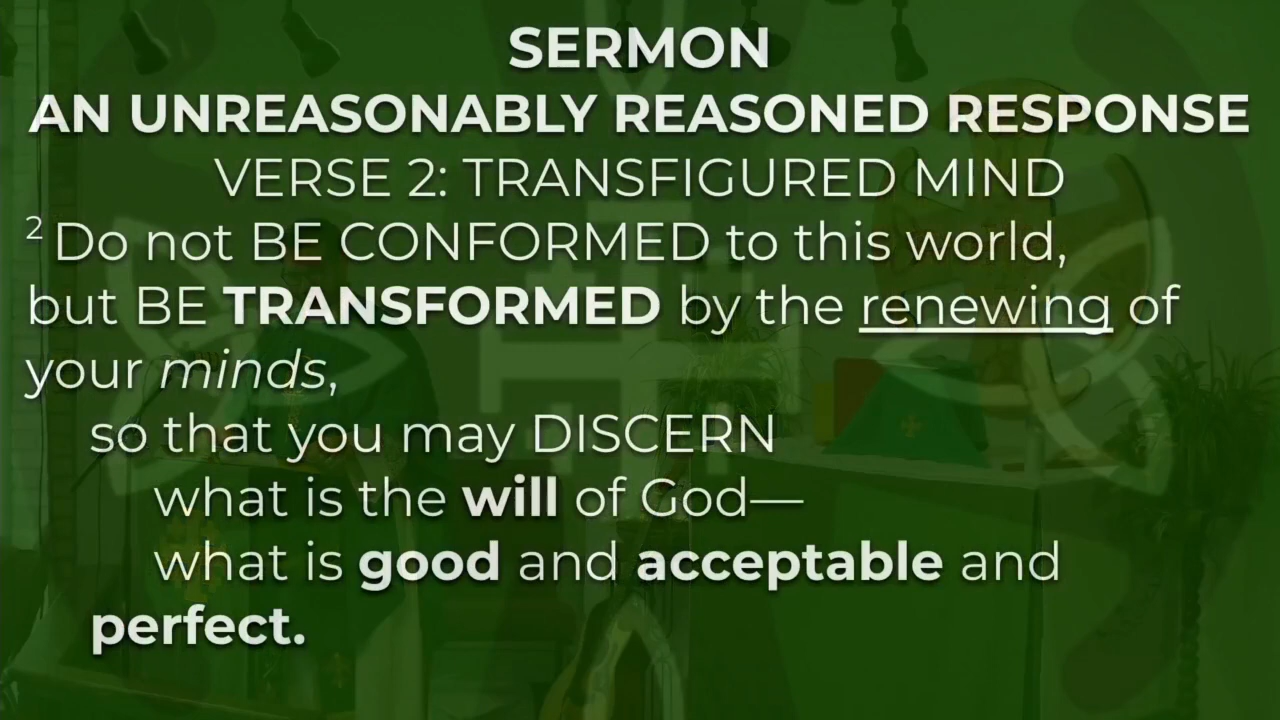 SERMON
AN UNREASONABLY REASONED RESPONSE
VERSE 2: TRANSFIGURED MIND
2 Do not BE CONFORMED to this world,
but BE TRANSFORMED by the renewing of
your minds,
so that you may DISCERN
what is the will of God—
what is good and acceptable and
perfect.